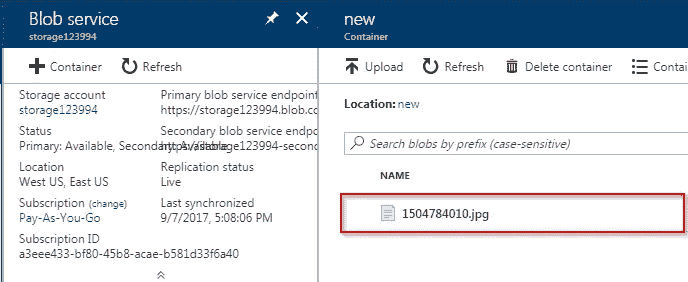 Blob service
storage123994
Container
Refresh
Storage account
storage123994
Primary blob service endpoint
https://storage123994.blob.co
Status
Primary: Available, Secondary: Available
Secondary blob service endpoi
https://storage123994-second
Location
West US, East US
Replication status
Live
Subscription (change)
Pay-As-You-Go
Last synchronized
9/7/2017, 5:08:06 PM
Subscription ID
a3eee433-bf80-45b8-acae-b581d33f6a40
new
Container
Upload
Refresh
Delete container
Contai
Location: new
Search blobs by prefix (case-sensitive)
NAME
1504784010.jpg